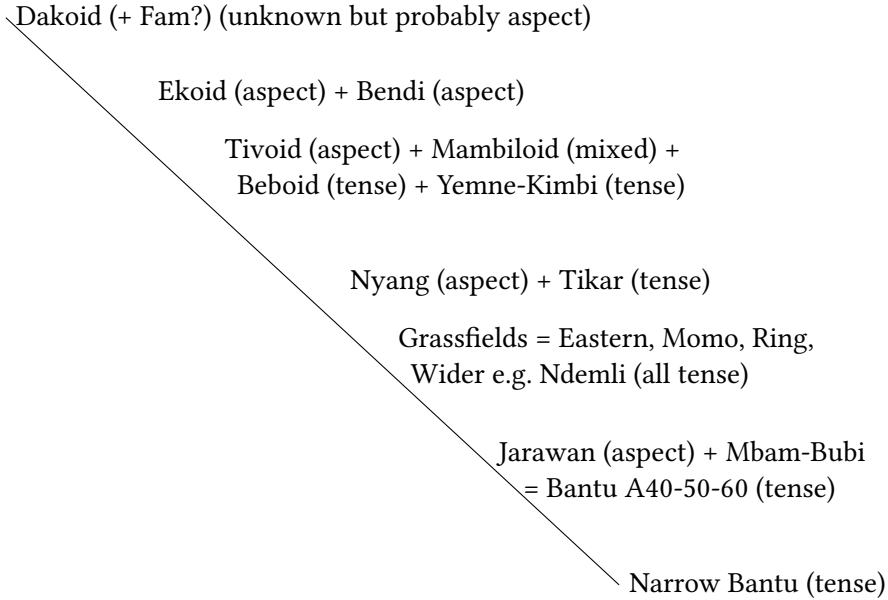 Dakoid (+ Fam?) (unknown but probably aspect)
Ekoid (aspect) + Bendi (aspect)
Tivoid (aspect) + Mambiloid (mixed) +
Beboid (tense) + Yemne-Kimbi (tense)
Nyang (aspect) + Tikar (tense)
Grassfields = Eastern, Momo, Ring,
Wider e.g. Ndemli (all tense)
Jarawan (aspect) + Mbam-Bubi
= Bantu A40-50-60 (tense)
Narrow Bantu (tense)